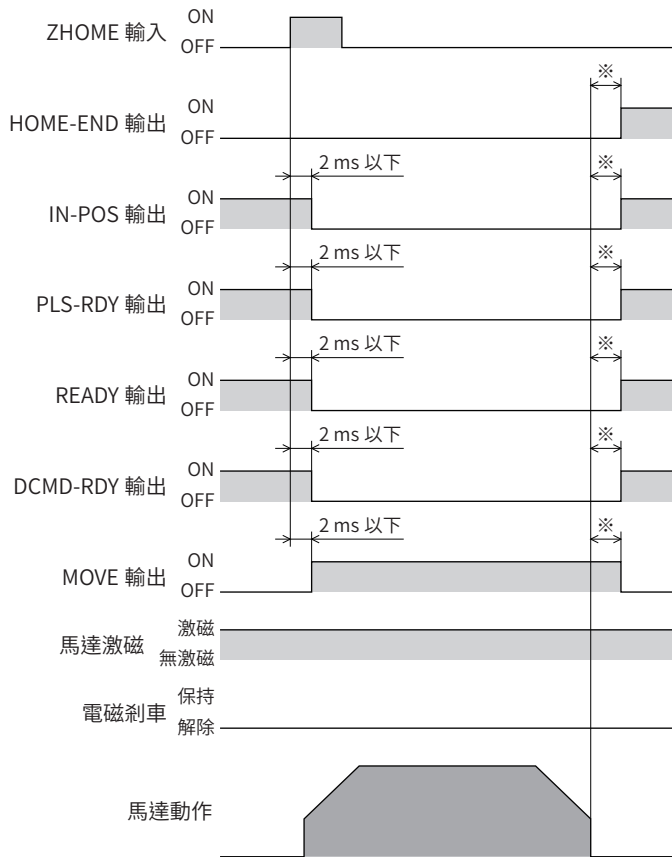 ON
ZHOME 輸入
OFF
※
ON
HOME-END 輸出
OFF
2 ms 以下
※
ON
IN-POS 輸出
OFF
2 ms 以下
※
ON
PLS-RDY 輸出
OFF
2 ms 以下
※
ON
READY 輸出
OFF
2 ms 以下
※
ON
DCMD-RDY 輸出
OFF
2 ms 以下
※
ON
MOVE 輸出
OFF
激磁
馬達激磁
無激磁
保持
電磁剎車
解除
馬達動作